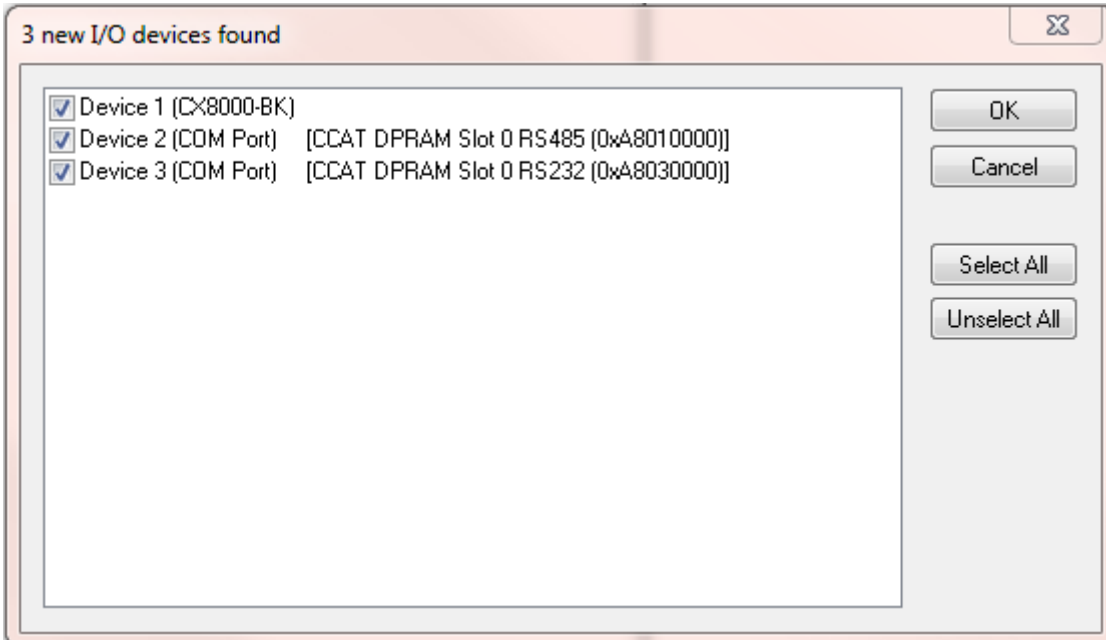 3 new I/O devices found
Device 1 (CX8000-BK)
Device 2 (COM Port) [CCAT DPRAM Slot 0 RS485 (0xA8010000)]
Device 3 (COM Port) [CCAT DPRAM Slot 0 RS232 (0xA8030000)]
OK
Cancel
Select All
Unselect All